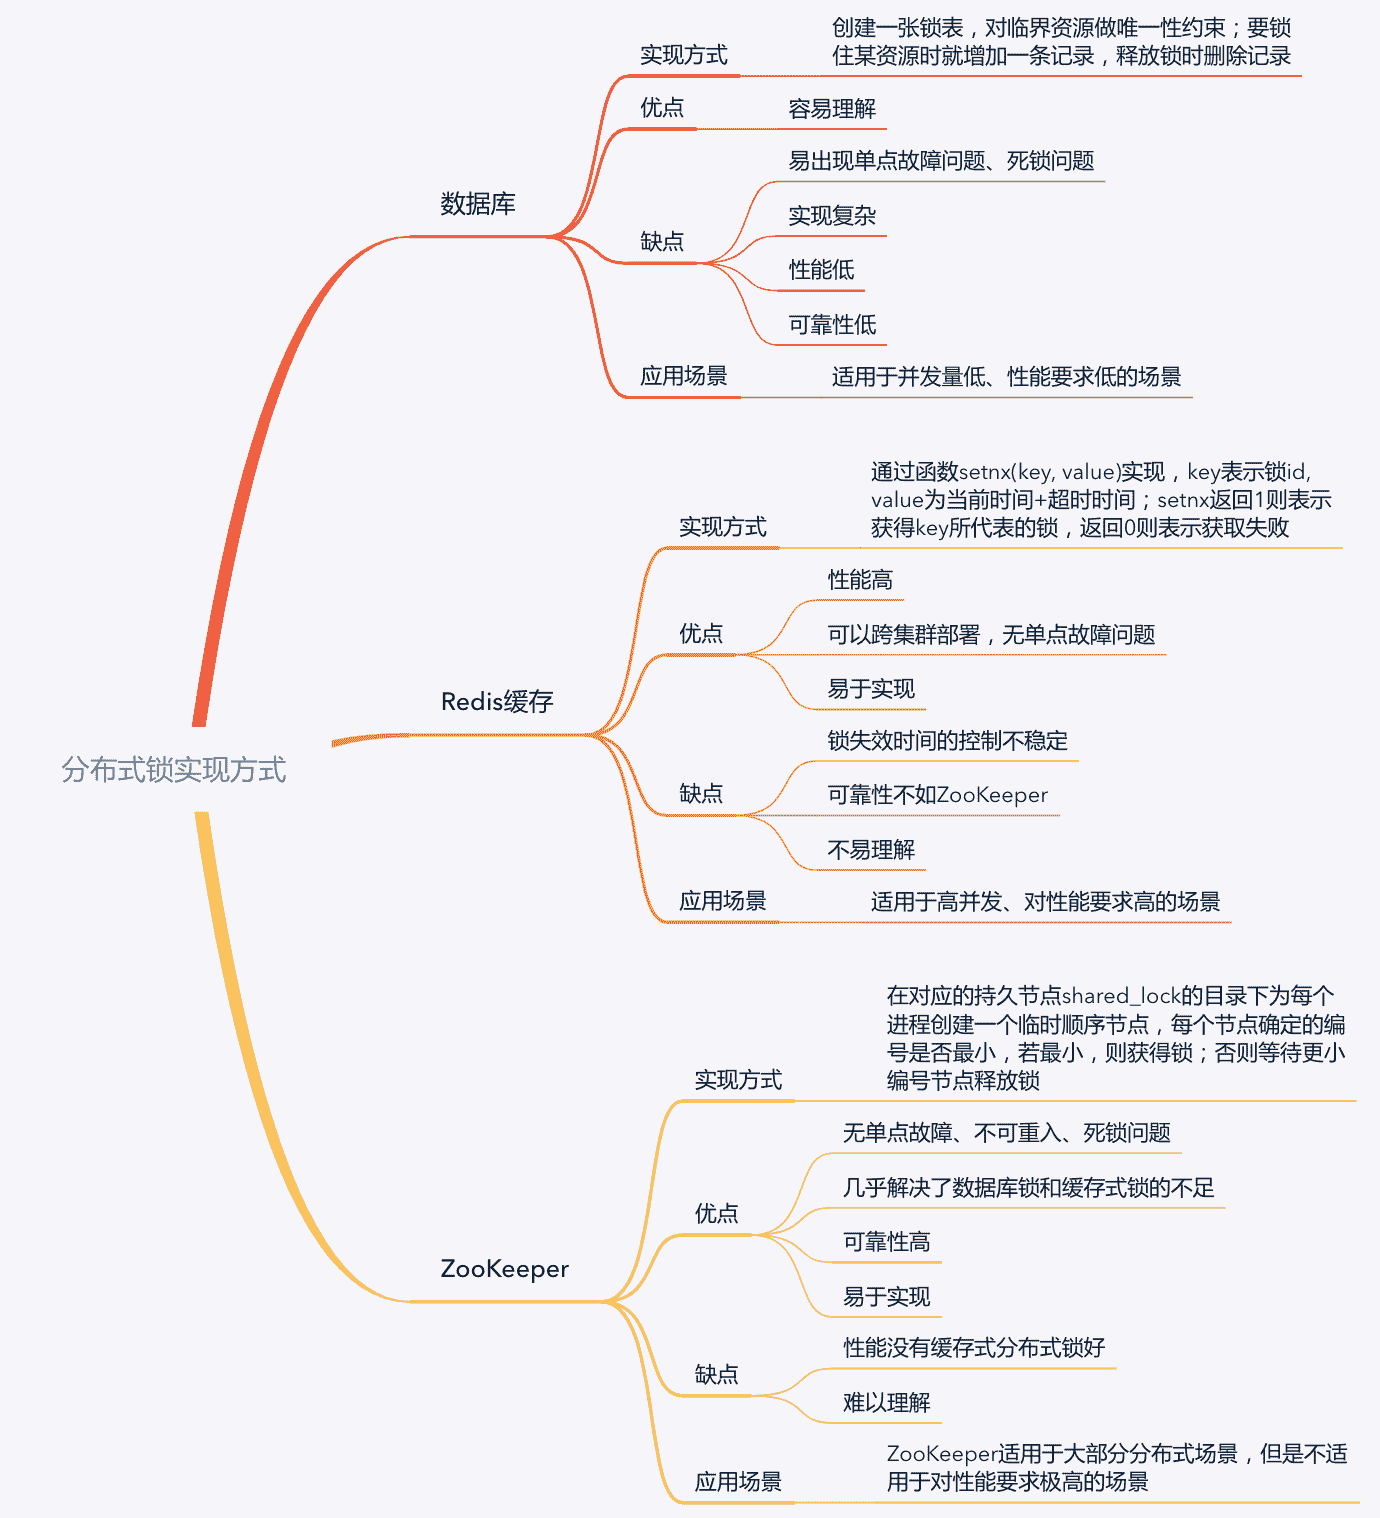 分布式锁实现方式
数据库
实现方式
创建一张锁表，对临界资源做唯一性约束；要锁
住某资源时就增加一条记录，释放锁时删除记录
优点
容易理解
缺点
易出现单点故障问题、死锁问题
实现复杂
性能低
可靠性低
应用场景
适用于并发量低、性能要求低的场景
Redis缓存
实现方式
通过函数setnx(key, value)实现，key表示锁id,
value为当前时间+超时时间；setnx返回1则表示
获得key所代表的锁，返回0则表示获取失败
优点
性能高
可以跨集群部署，无单点故障问题
易于实现
缺点
锁失效时间的控制不稳定
可靠性不如ZooKeeper
不易理解
应用场景
适用于高并发、对性能要求高的场景
ZooKeeper
实现方式
在对应的持久节点shared_lock的目录下为每个
进程创建一个临时顺序节点，每个节点确定的编
号是否最小，若最小，则获得锁；否则等待更小
编号节点释放锁
优点
无单点故障、不可重入、死锁问题
几乎解决了数据库锁和缓存式锁的不足
可靠性高
易于实现
缺点
性能没有缓存式分布式锁好
难以理解
应用场景
ZooKeeper适用于大部分分布式场景，但是不适
用于对性能要求极高的场景